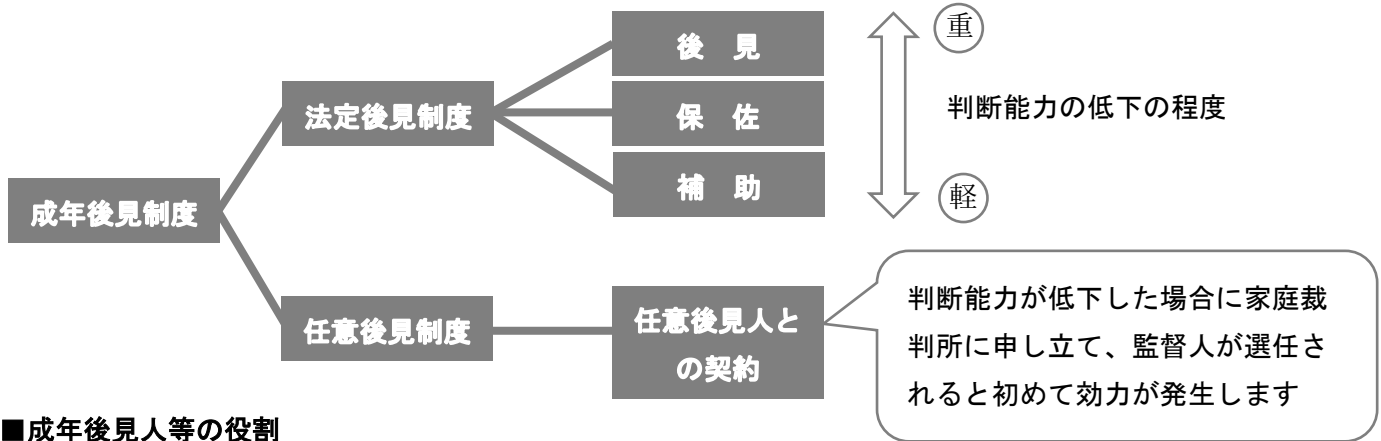 後 見
重
法定後見制度
保 佐
判断能力の低下の程度
補 助
軽
成年後見制度
任意後見制度
任意後見人と
の契約
判断能力が低下した場合に家庭裁
判所に申し立て、監督人が選任さ
れると初めて効力が発生します
■成年後見人等の役割